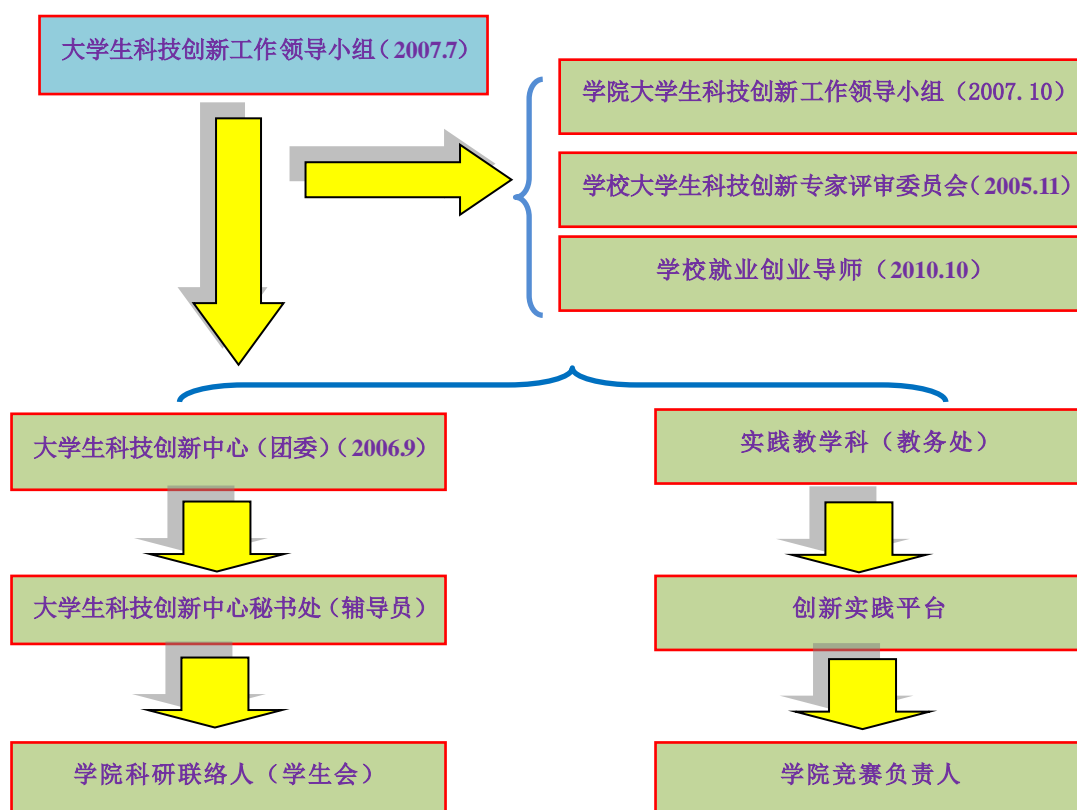 大学生科技创新工作领导小组（2007.7）
学院大学生科技创新工作领导小组（2007.10）
学校大学生科技创新专家评审委员会（2005.11）
学校就业创业导师（2010.10）
大学生科技创新中心（团委）（2006.9）
实践教学科（教务处）
大学生科技创新中心秘书处（辅导员）
创新实践平台
学院科研联络人（学生会）
学院竞赛负责人